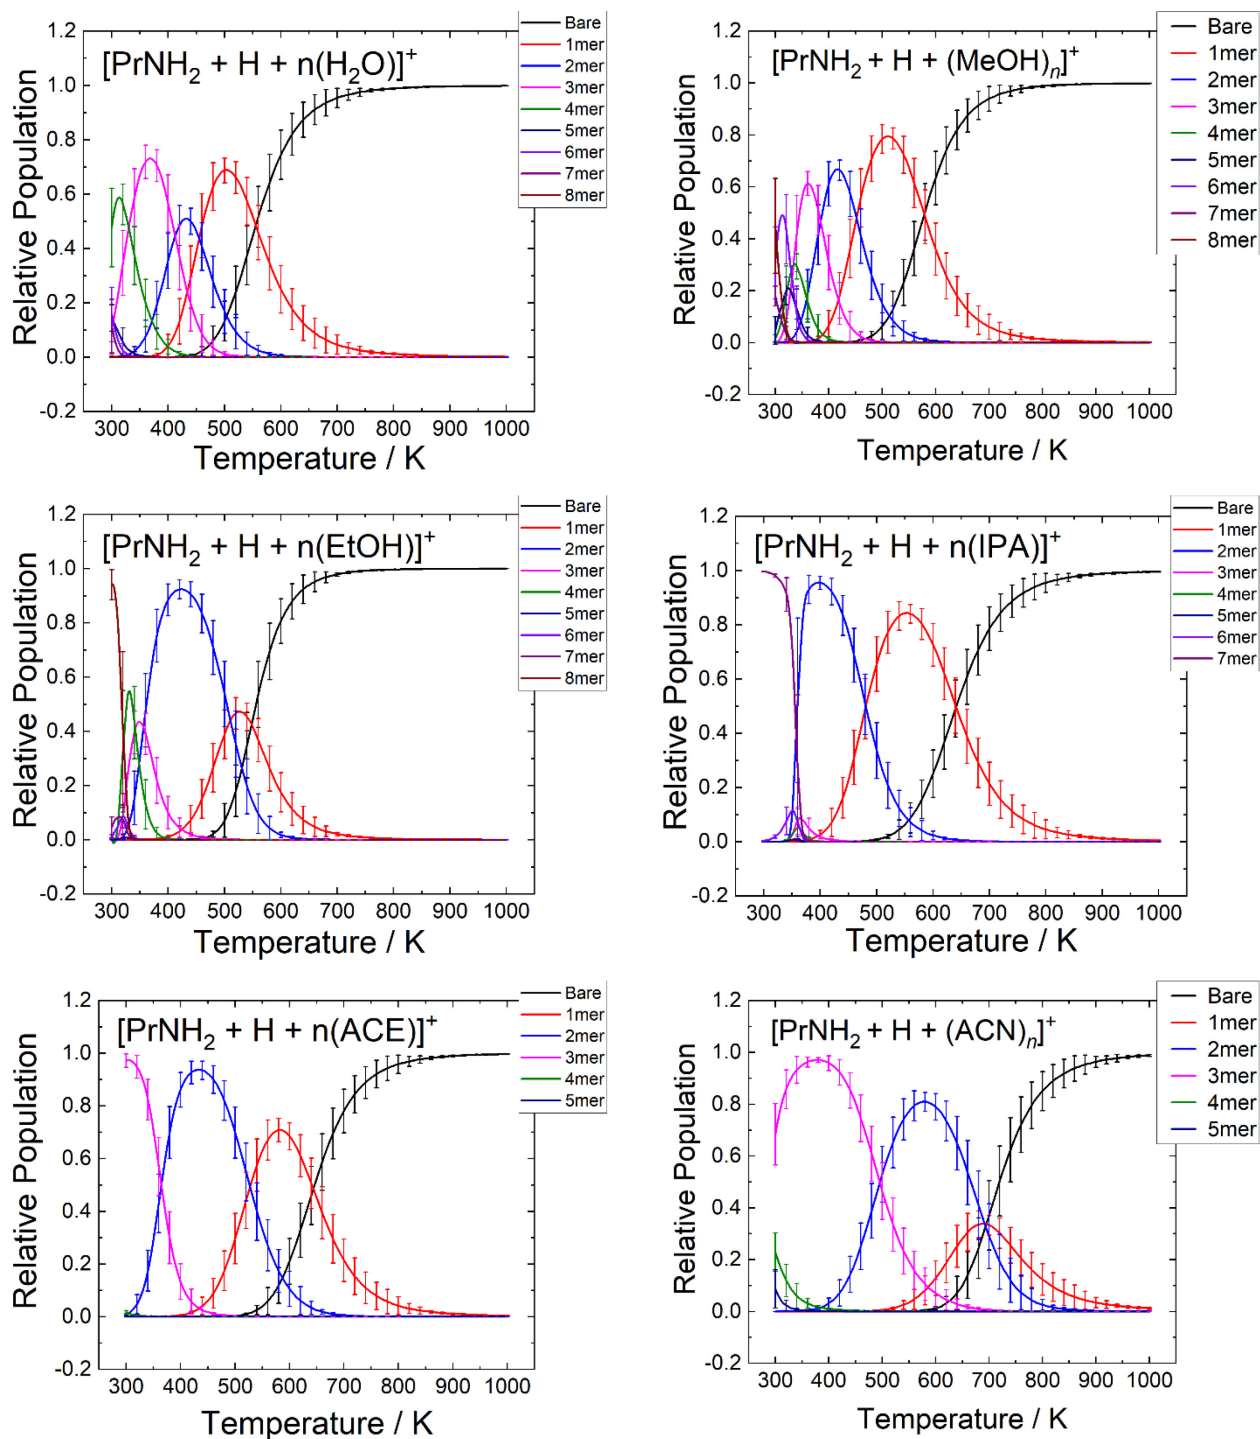 [PrNH2 + H + n(H2O)]+
Relative Population
1.2
1.0
0.8
0.6
0.4
0.2
0.0
-0.2
300 400 500 600 700 800 900 1000
Temperature / K
Bare
1mer
2mer
3mer
4mer
5mer
6mer
7mer
8mer
[PrNH2 + H + (MeOH)n]+
Relative Population
1.2
1.0
0.8
0.6
0.4
0.2
0.0
-0.2
300 400 500 600 700 800 900 1000
Temperature / K
Bare
1mer
2mer
3mer
4mer
5mer
6mer
7mer
8mer
[PrNH2 + H + n(EtOH)]+
Relative Population
1.2
1.0
0.8
0.6
0.4
0.2
0.0
-0.2
300 400 500 600 700 800 900 1000
Temperature / K
Bare
1mer
2mer
3mer
4mer
5mer
6mer
7mer
8mer
[PrNH2 + H + n(IPA)]+
Relative Population
1.2
1.0
0.8
0.6
0.4
0.2
0.0
-0.2
300 400 500 600 700 800 900 1000
Temperature / K
Bare
1mer
2mer
3mer
4mer
5mer
6mer
7mer
[PrNH2 + H + n(ACE)]+
Relative Population
1.2
1.0
0.8
0.6
0.4
0.2
0.0
-0.2
300 400 500 600 700 800 900 1000
Temperature / K
Bare
1mer
2mer
3mer
4mer
5mer
[PrNH2 + H + (ACN)n]+
Relative Population
1.2
1.0
0.8
0.6
0.4
0.2
0.0
-0.2
300 400 500 600 700 800 900 1000
Temperature / K
Bare
1mer
2mer
3mer
4mer
5mer